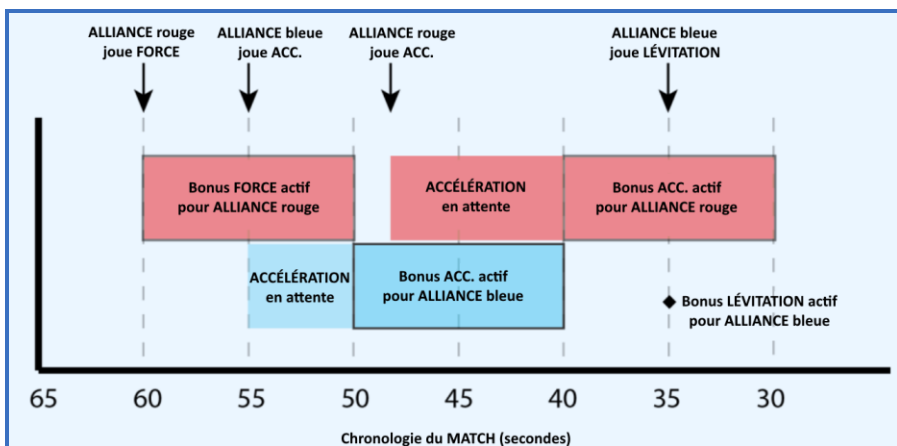 ALLIANCE rouge
joue FORCE
ALLIANCE bleue
joue ACC.
ALLIANCE rouge
joue ACC.
ALLIANCE bleue
joue LÉVITATION
Bonus FORCE actif
pour ALLIANCE rouge
ACCÉLÉRATION
en attente
Bonus ACC. actif
pour ALLIANCE rouge
ACCÉLÉRATION
en attente
Bonus ACC. actif
pour ALLIANCE bleue
Bonus LÉVITATION actif
pour ALLIANCE bleue
65 60 55 50 45 40 35 30
Chronologie du MATCH (secondes)